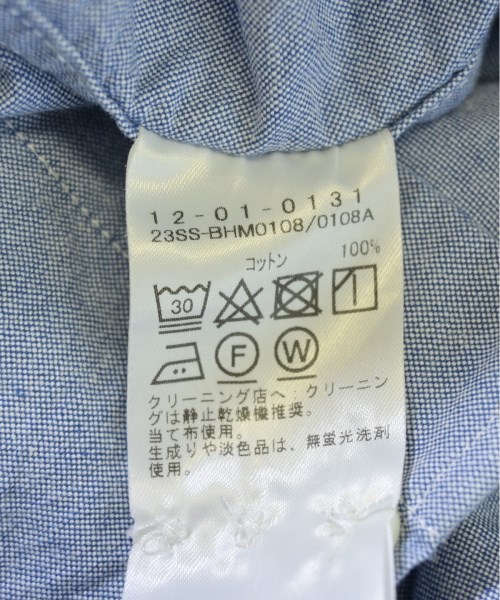 12-01-0131
23SS-BHM0108/0108A
コットン 100%
30
F W
クリーニング店へ:クリーニン
グは静止乾燥機推奨。
当て布使用。
生成りや淡色品は、無蛍光洗剤
使用。